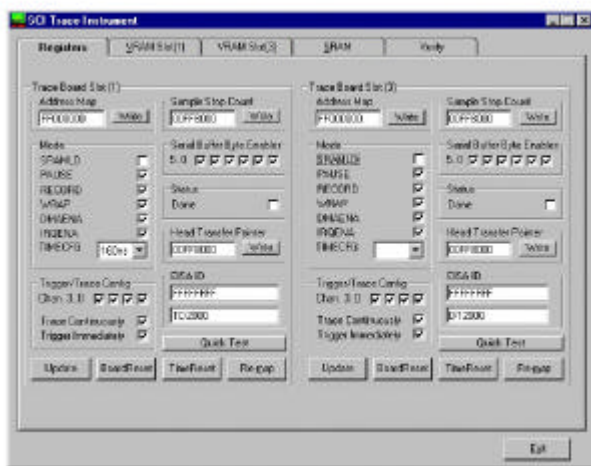 SCI Trace Instrument
Registers VRAM Slot(1) VRAM Slot(3) SRAM Verify
Trace Board Slot (1)
Address Map
Write
Sample Stop Count
00FF8000 Write
Mode
SRAMLD
PAUSE
RECORD
WRAP
DMAENA
IRQENA
TIMECFG 160ns
Serial Buffer Byte Enables
5..0
Status
Done
Head Transfer Pointer
00FF8000 Write
Trigger/Trace Config
Chan. 3..0
Trace Continuously
Trigger Immediately
EISA ID
Quick Test
Update BoardReset TimeReset Re-map
Trace Board Slot (3)
Address Map
Write
Sample Stop Count
00FF8000 Write
Mode
SRAMLD
PAUSE
RECORD
WRAP
DMAENA
IRQENA
TIMECFG
Serial Buffer Byte Enables
5..0
Status
Done
Head Transfer Pointer
00FF8000 Write
Trigger/Trace Config
Chan. 3..0
Trace Continuously
Trigger Immediately
EISA ID
Quick Test
Update BoardReset TimeReset Re-map
Exit